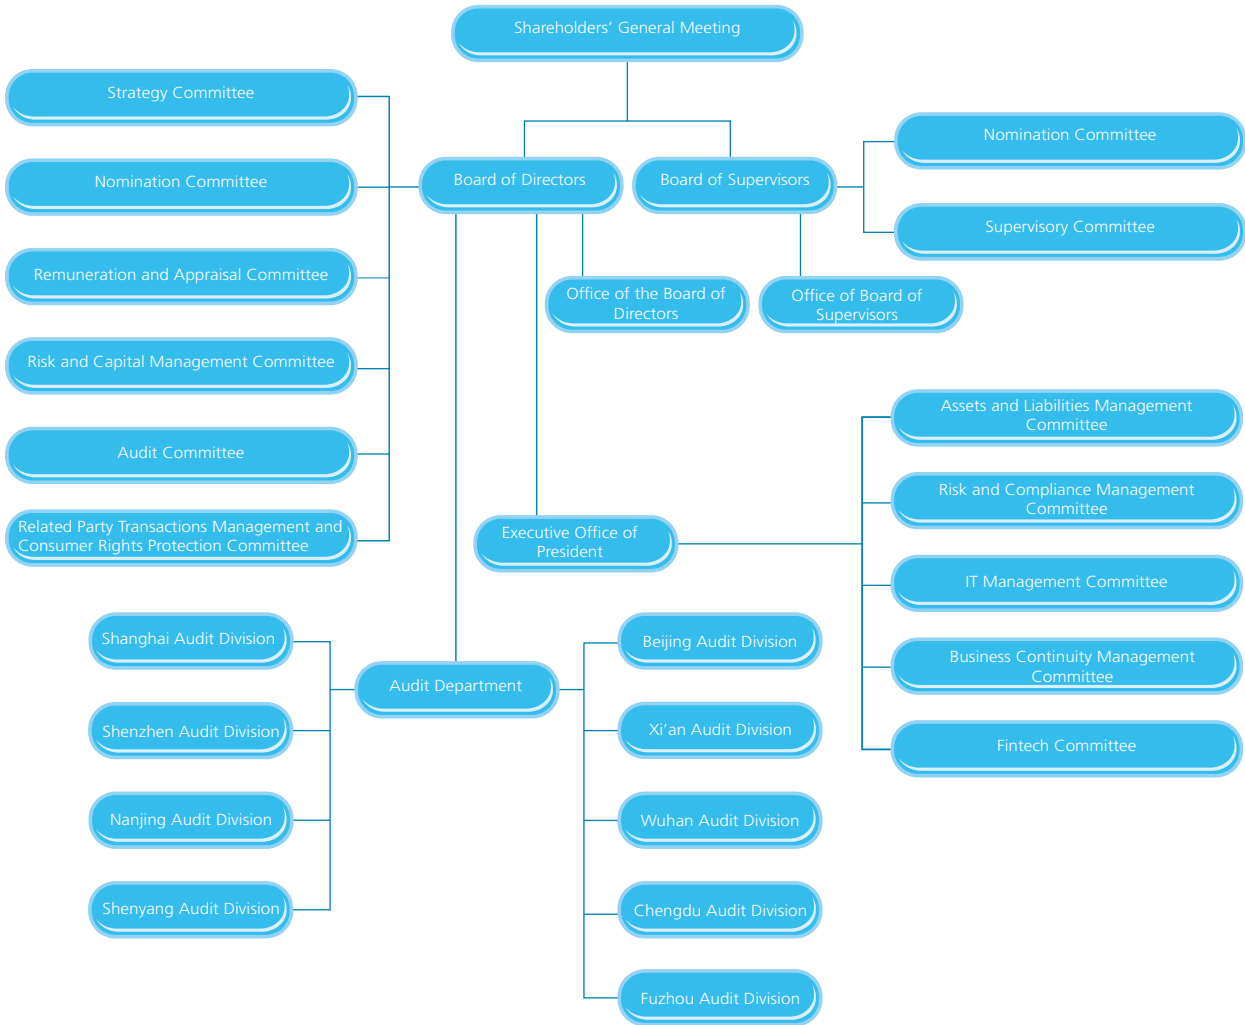 Shareholders’ General Meeting
Strategy Committee
Nomination Committee
Remuneration and Appraisal Committee
Risk and Capital Management Committee
Audit Committee
Related Party Transactions Management and
Consumer Rights Protection Committee
Board of Directors
Board of Supervisors
Nomination Committee
Supervisory Committee
Office of the Board of
Directors
Office of Board of
Supervisors
Executive Office of
President
Assets and Liabilities Management
Committee
Risk and Compliance Management
Committee
IT Management Committee
Business Continuity Management
Committee
Fintech Committee
Audit Department
Shanghai Audit Division
Shenzhen Audit Division
Nanjing Audit Division
Shenyang Audit Division
Beijing Audit Division
Xi’an Audit Division
Wuhan Audit Division
Chengdu Audit Division
Fuzhou Audit Division